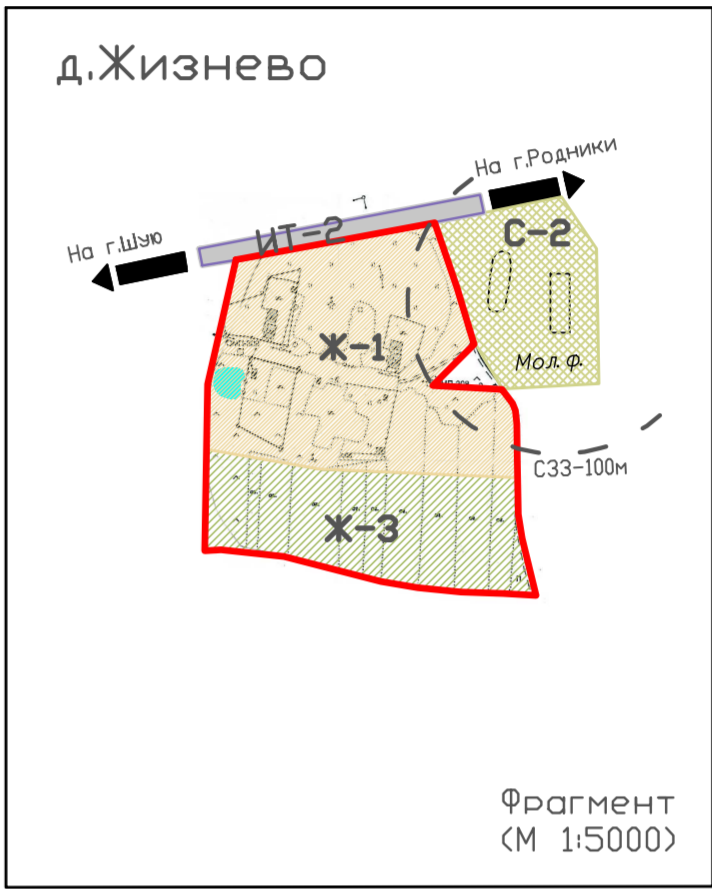 д.Жизнево
На г.Родники
На г.Шую
ИТ-2
С-2
Ж-1
Мол. ф.
СЗЗ-100м
Ж-3
Фрагмент
(М 1:5000)